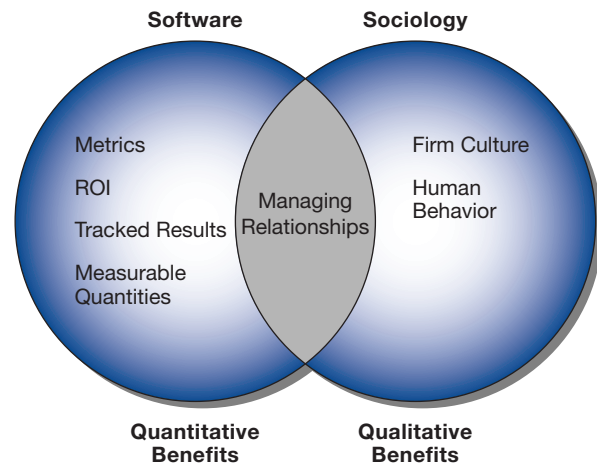 Software
Sociology
Metrics
ROI
Tracked Results
Measurable
Quantities
Managing
Relationships
Firm Culture
Human
Behavior
Quantitative
Benefits
Qualitative
Benefits